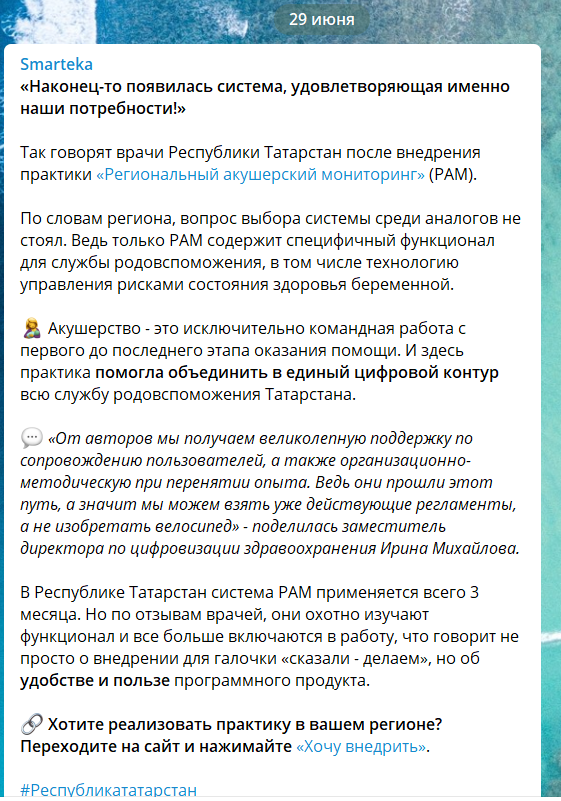 29 июня
Smarteka
«Наконец-то появилась система, удовлетворяющая именно
наши потребности!»
Так говорят врачи Республики Татарстан после внедрения
практики «Региональный акушерский мониторинг» (РАМ).
По словам региона, вопрос выбора системы среди аналогов не
стоял. Ведь только РАМ содержит специфичный функционал
для службы родовспоможения, в том числе технологию
управления рисками состояния здоровья беременной.
🤱 Акушерство - это исключительно командная работа с
первого до последнего этапа оказания помощи. И здесь
практика помогла объединить в единый цифровой контур
всю службу родовспоможения Татарстана.
💬 «От авторов мы получаем великолепную поддержку по
сопровождению пользователей, а также организационно-
методическую при перенятии опыта. Ведь они прошли этот
путь, а значит мы можем взять уже действующие регламенты,
а не изобретать велосипед» - поделилась заместитель
директора по цифровизации здравоохранения Ирина Михайлова.
В Республике Татарстан система РАМ применяется всего 3
месяца. Но по отзывам врачей, они охотно изучают
функционал и все больше включаются в работу, что говорит не
просто о внедрении для галочки «сказали - делаем», но об
удобстве и пользе программного продукта.
🔗 Хотите реализовать практику в вашем регионе?
Переходите на сайт и нажимайте «Хочу внедрить».
#Республикататарстан